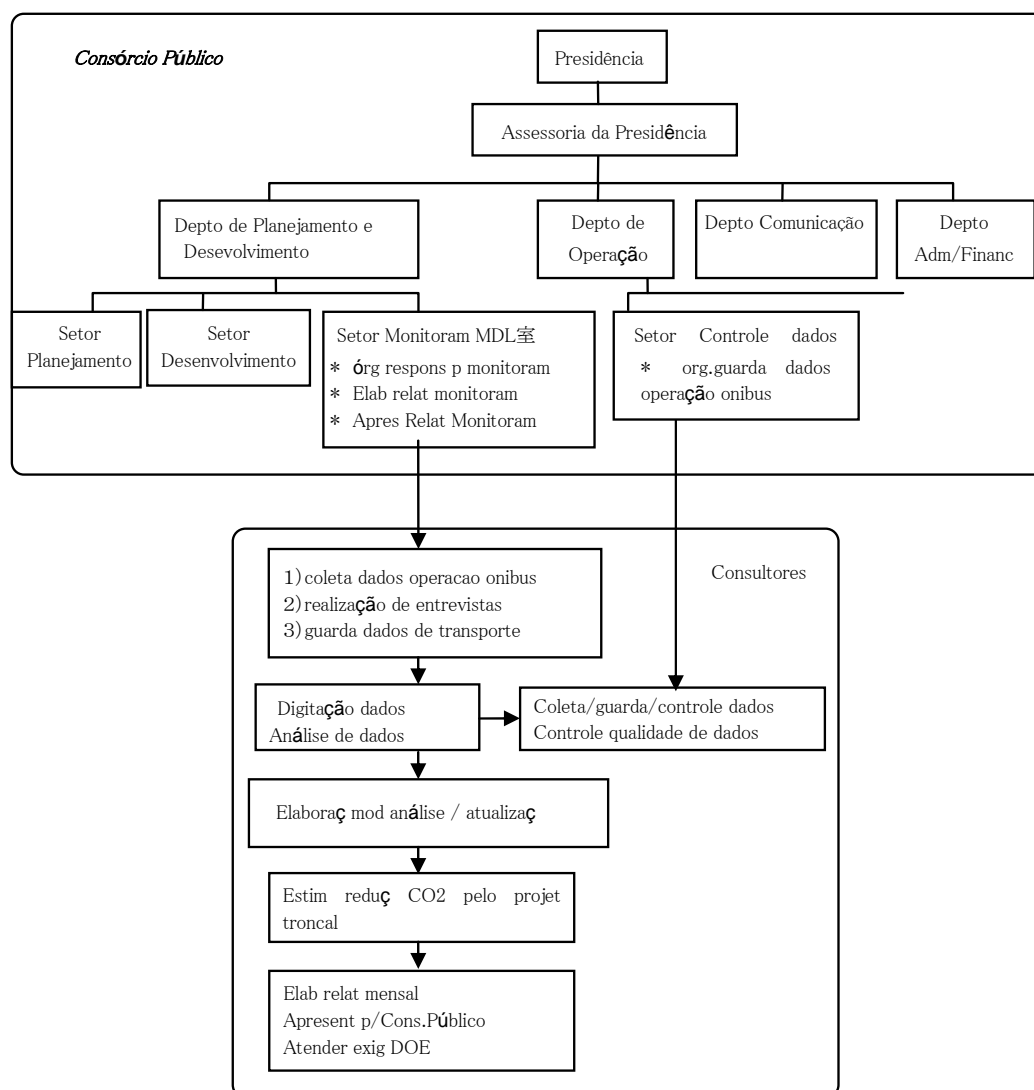 Consórcio Público
Presidência
Assessoria da Presidência
Depto de Planejamento e
Desevolvimento
Depto de
Operação
Depto Comunicação
Depto
Adm/Financ
Setor
Planejamento
Setor
Desenvolvimento
Setor Monitoram MDL室
* órg respons p monitoram
* Elab relat monitoram
* Apres Relat Monitoram
Setor Controle dados
* org.guarda dados
operação onibus
Consultores
1)coleta dados operacao onibus
2)realização de entrevistas
3)guarda dados de transporte
Digitação dados
Análise de dados
Coleta/guarda/controle dados
Controle qualidade de dados
Elaboraç mod análise / atualizaç
Estim reduç CO2 pelo projet
troncal
Elab relat mensal
Apresent p/Cons.Público
Atender exig DOE